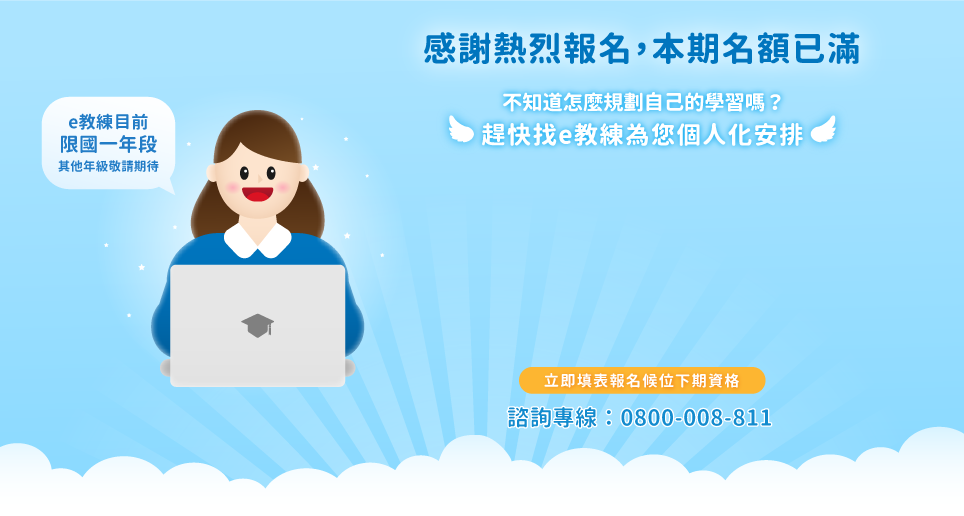 感謝熱烈報名，本期名額已滿
不知道怎麼規劃自己的學習嗎？
趕快找e教練為您個人化安排
e教練目前
限國一年段
其他年級敬請期待
立即填表報名候位下期資格
諮詢專線：0800-008-811